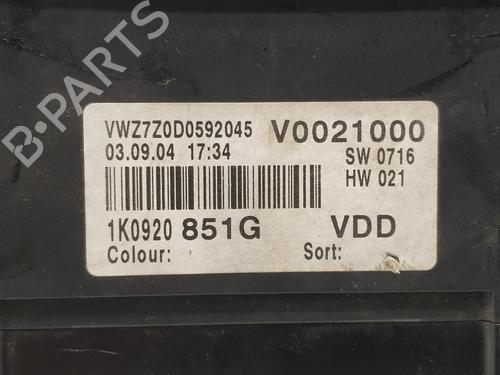 VWZ7Z0D0592045 V0021000
03.09.04 17:34 SW 0716
HW 021
1K0920 851G VDD
Colour: Sort:
B-PARTS